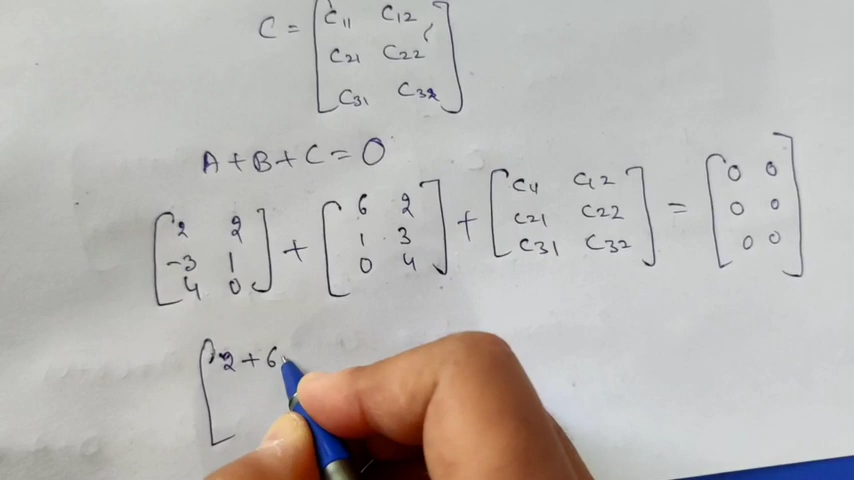 C = [ C11 C12
C21 C22
C31 C32 ]
A + B + C = 0
[ 2 2 ] + [ 6 2 ] + [ C11 C12 ] = [ 0 0 ]
[ -3 1 ] [ 1 3 ] [ C21 C22 ] [ 0 0 ]
[ 4 0 ] [ 0 4 ] [ C31 C32 ] [ 0 0 ]
[ 2 + 6